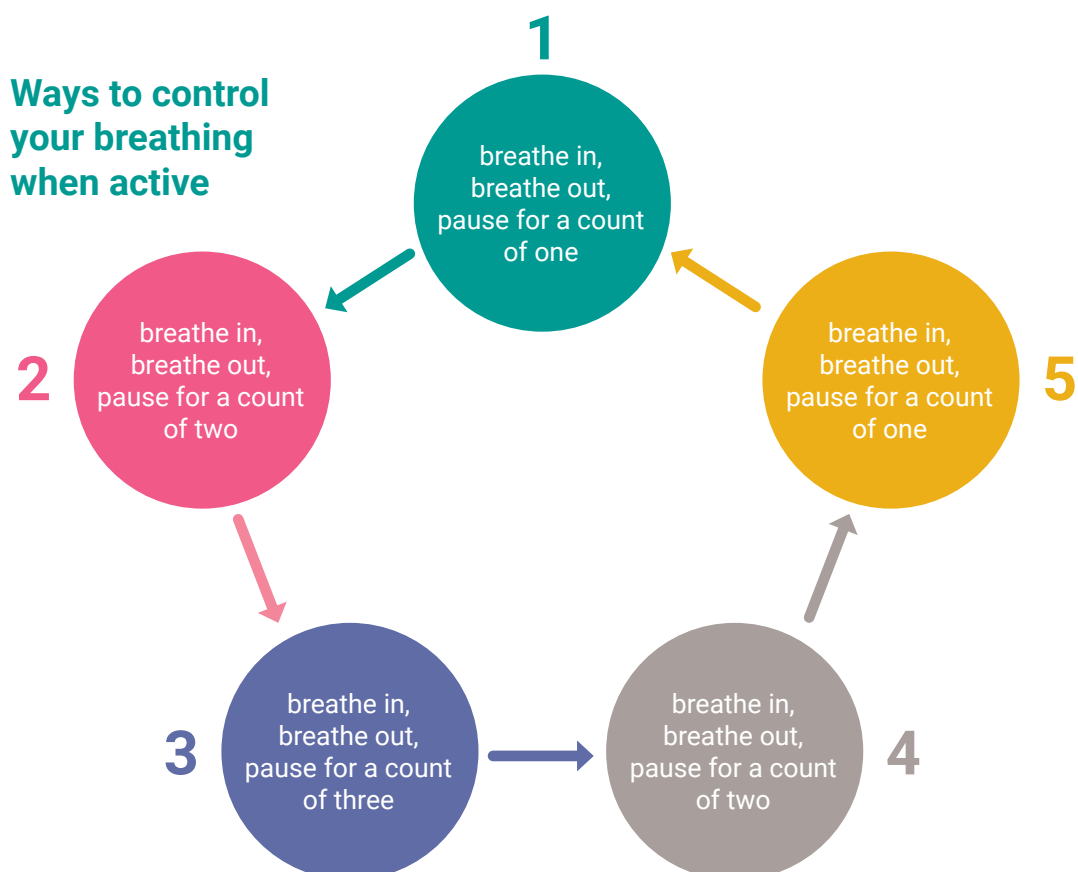 Ways to control
your breathing
when active
1
breathe in,
breathe out,
pause for a count
of one
2
breathe in,
breathe out,
pause for a count
of two
3
breathe in,
breathe out,
pause for a count
of three
4
breathe in,
breathe out,
pause for a count
of two
5
breathe in,
breathe out,
pause for a count
of one